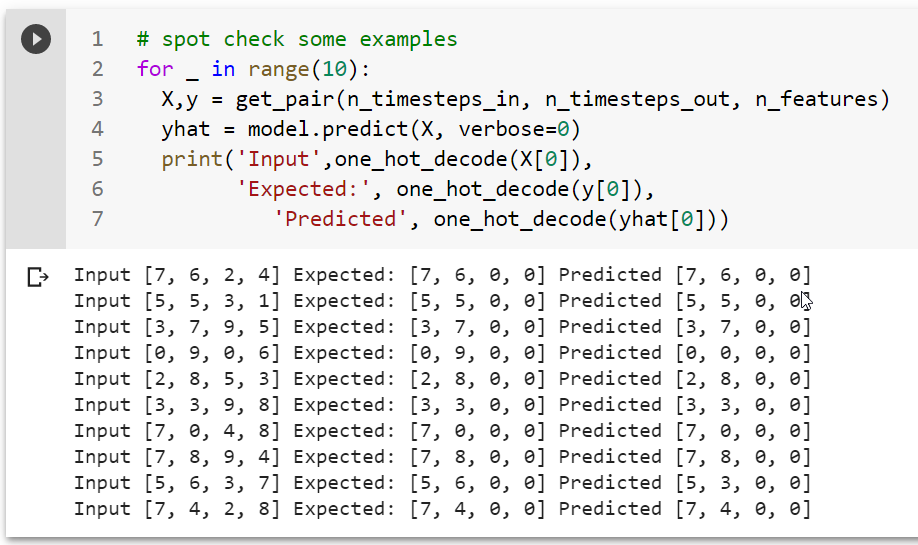 1 # spot check some examples
2 for _ in range(10):
3 X,y = get_pair(n_timesteps_in, n_timesteps_out, n_features)
4 yhat = model.predict(X, verbose=0)
5 print('Input',one_hot_decode(X[0]),
6 'Expected:', one_hot_decode(y[0]),
7 'Predicted', one_hot_decode(yhat[0]))
Input [7, 6, 2, 4] Expected: [7, 6, 0, 0] Predicted [7, 6, 0, 0]
Input [5, 5, 3, 1] Expected: [5, 5, 0, 0] Predicted [5, 5, 0, 0]
Input [3, 7, 9, 5] Expected: [3, 7, 0, 0] Predicted [3, 7, 0, 0]
Input [0, 9, 0, 6] Expected: [0, 9, 0, 0] Predicted [0, 0, 0, 0]
Input [2, 8, 5, 3] Expected: [2, 8, 0, 0] Predicted [2, 8, 0, 0]
Input [3, 3, 9, 8] Expected: [3, 3, 0, 0] Predicted [3, 3, 0, 0]
Input [7, 0, 4, 8] Expected: [7, 0, 0, 0] Predicted [7, 0, 0, 0]
Input [7, 8, 9, 4] Expected: [7, 8, 0, 0] Predicted [7, 8, 0, 0]
Input [5, 6, 3, 7] Expected: [5, 6, 0, 0] Predicted [5, 3, 0, 0]
Input [7, 4, 2, 8] Expected: [7, 4, 0, 0] Predicted [7, 4, 0, 0]